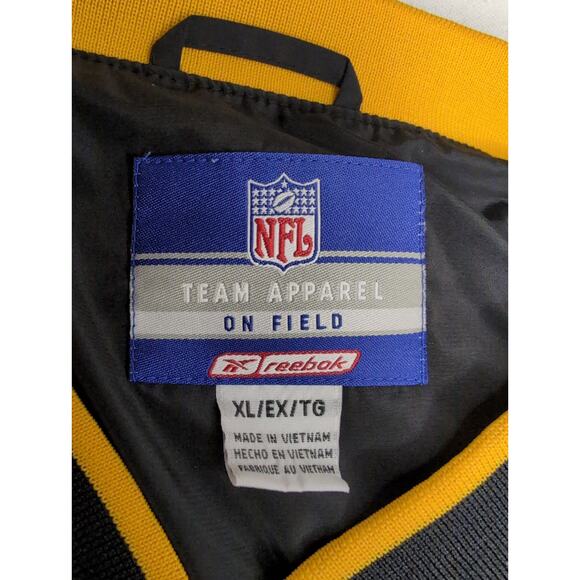 NFL
TEAM APPAREL
ON FIELD
reebok
XL/EX/TG
MADE IN VIETNAM
HECHO EN VIETNAM
FABRIQUE AU VIETNAM